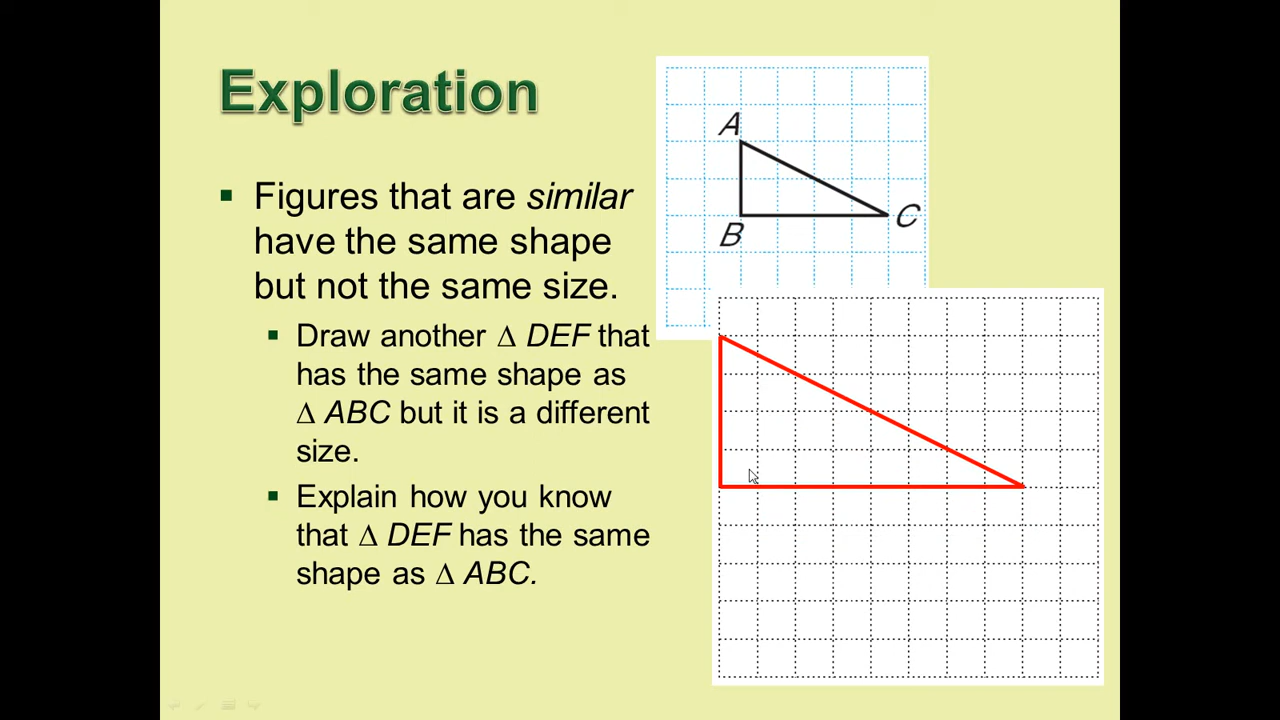 Exploration
Figures that are similar
have the same shape
but not the same size.
Draw another ∆ DEF that
has the same shape as
∆ ABC but it is a different
size.
Explain how you know
that ∆ DEF has the same
shape as ∆ ABC.
A
B
C